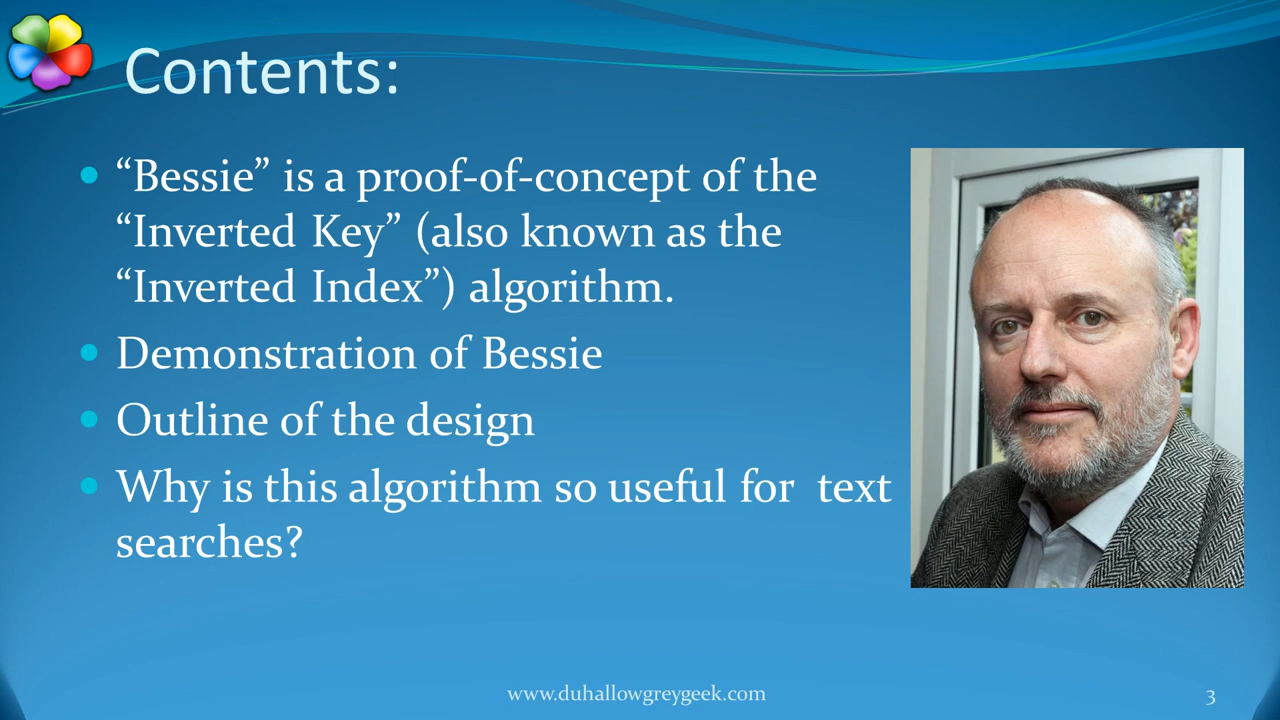 Contents:
“Bessie” is a proof-of-concept of the
“Inverted Key” (also known as the
“Inverted Index”) algorithm.
Demonstration of Bessie
Outline of the design
Why is this algorithm so useful for  text
searches?
www.duhallowgreygeek.com
3